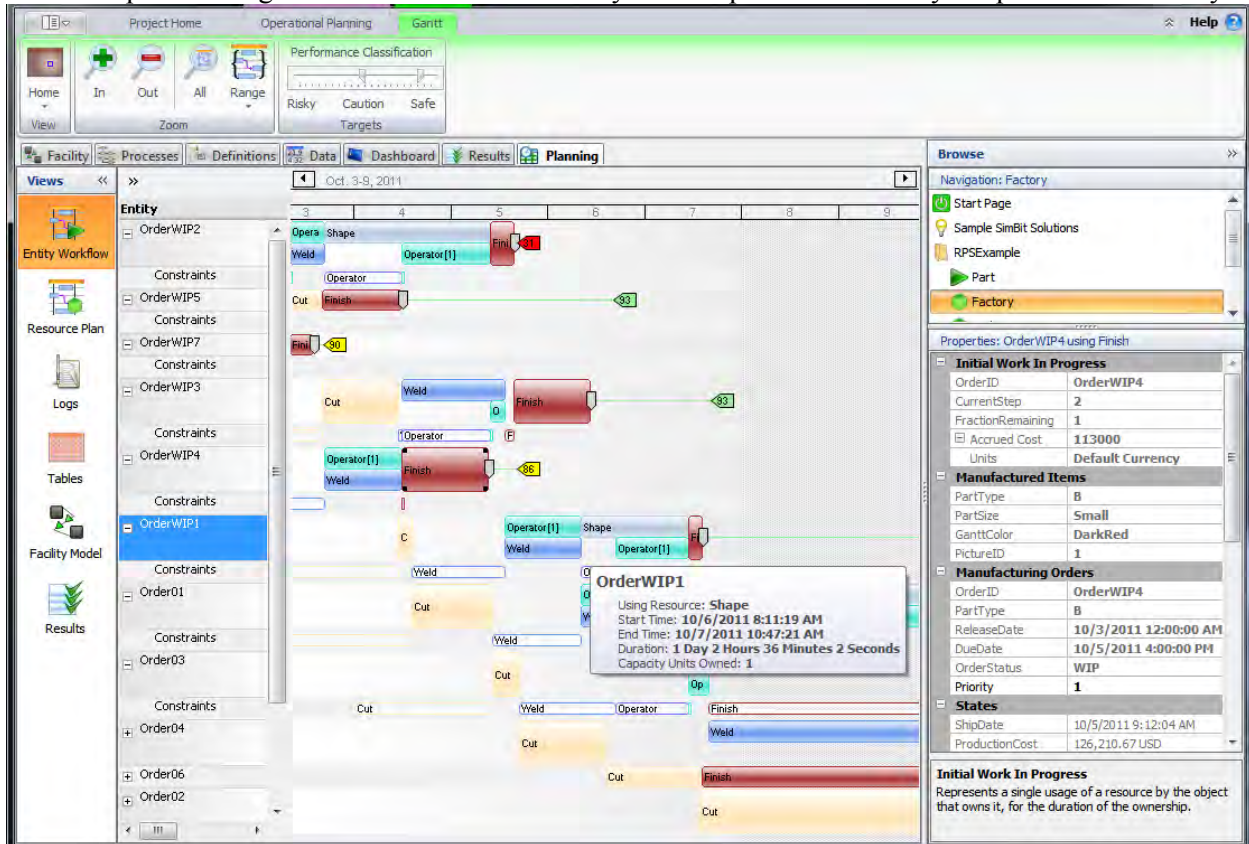 Project Home Operational Planning Gantt Help
Performance Classification
Home In Out All Range
Risky Caution Safe
View Zoom Targets
Facility Processes Definitions Data Dashboard Results Planning
Views
Entity Workflow
Resource Plan
Logs
Tables
Facility Model
Results
Oct. 3-9, 2011
Entity 3 4 5 6 7 8 9
OrderWIP2 Opera Shape Fini
Weld Operator[1]
Constraints Operator
OrderWIP5 Cut Finish 93
Constraints
OrderWIP7 Fini 90
Constraints
OrderWIP3 Cut Weld Finish 93
O
Constraints Operator F
OrderWIP4 Operator[1] Finish 86
Weld
Constraints
OrderWIP1 C Operator[1] Shape
Weld Operator[1]
Constraints Weld
Order01 Cut
Constraints Weld
Order03 Cut
Op
Constraints Cut Weld Operator Finish
Order04 Cut Weld
Order06 Cut Finish
Order02 Cut
OrderWIP1
Using Resource: Shape
Start Time: 10/6/2011 8:11:19 AM
End Time: 10/7/2011 10:47:21 AM
Duration: 1 Day 2 Hours 36 Minutes 2 Seconds
Capacity Units Owned: 1
Browse
Navigation: Factory
Start Page
Sample SimBit Solutions
RPSExample
Part
Factory
Properties: OrderWIP4 using Finish
Initial Work In Progress
OrderID OrderWIP4
CurrentStep 2
FractionRemaining 1
Accrued Cost 113000
Units Default Currency
Manufactured Items
PartType B
PartSize Small
GanttColor DarkRed
PictureID 1
Manufacturing Orders
OrderID OrderWIP4
PartType B
ReleaseDate 10/3/2011 12:00:00 AM
DueDate 10/5/2011 4:00:00 PM
OrderStatus WIP
Priority 1
States
ShipDate 10/5/2011 9:12:04 AM
ProductionCost 126,210.67 USD
Initial Work In Progress
Represents a single usage of a resource by the object
that owns it, for the duration of the ownership.